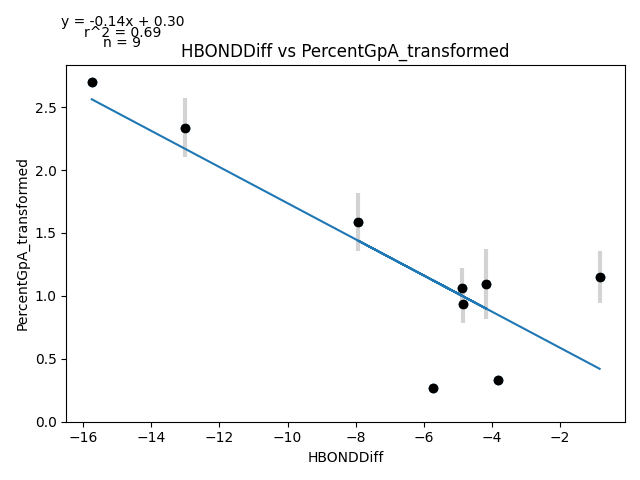 y = -0.14x + 0.30
r^2 = 0.69
n = 9
HBONDDiff vs PercentGpA_transformed
PercentGpA_transformed
2.5
2.0
1.5
1.0
0.5
0.0
−16 −14 −12 −10 −8 −6 −4 −2
HBONDDiff